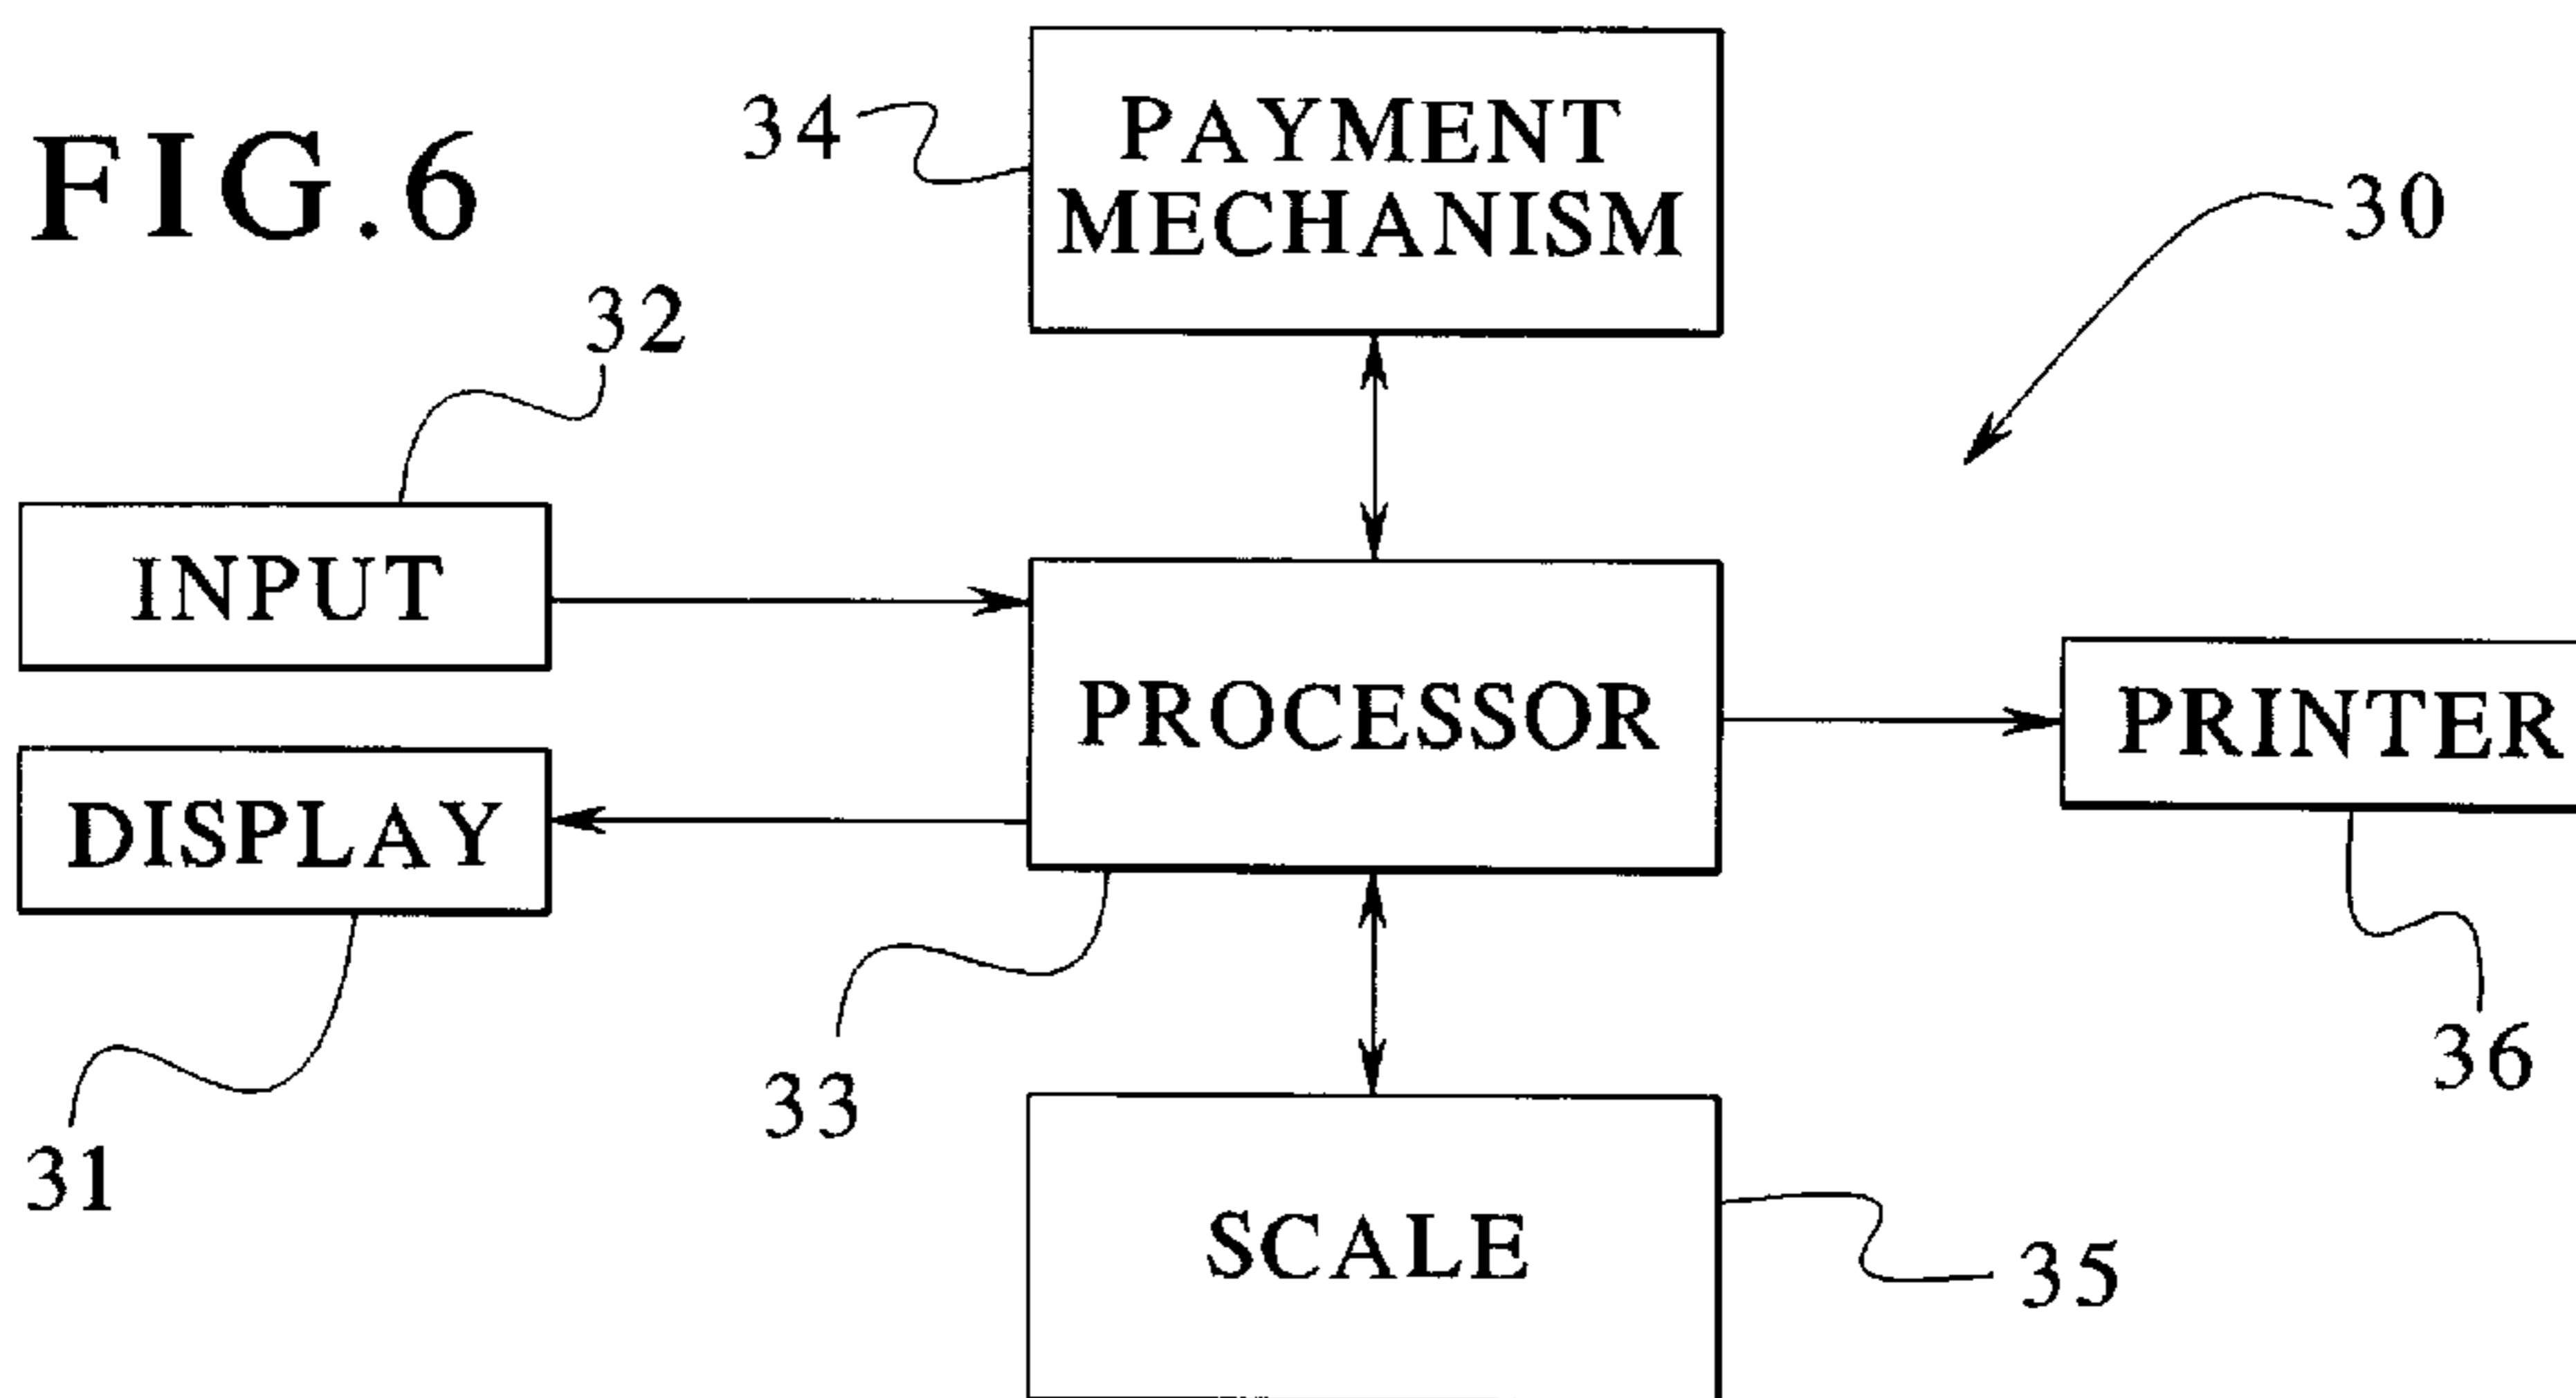 FIG.6
34
PAYMENT
MECHANISM
30
32
INPUT
PROCESSOR
PRINTER
DISPLAY
33
36
31
SCALE
35